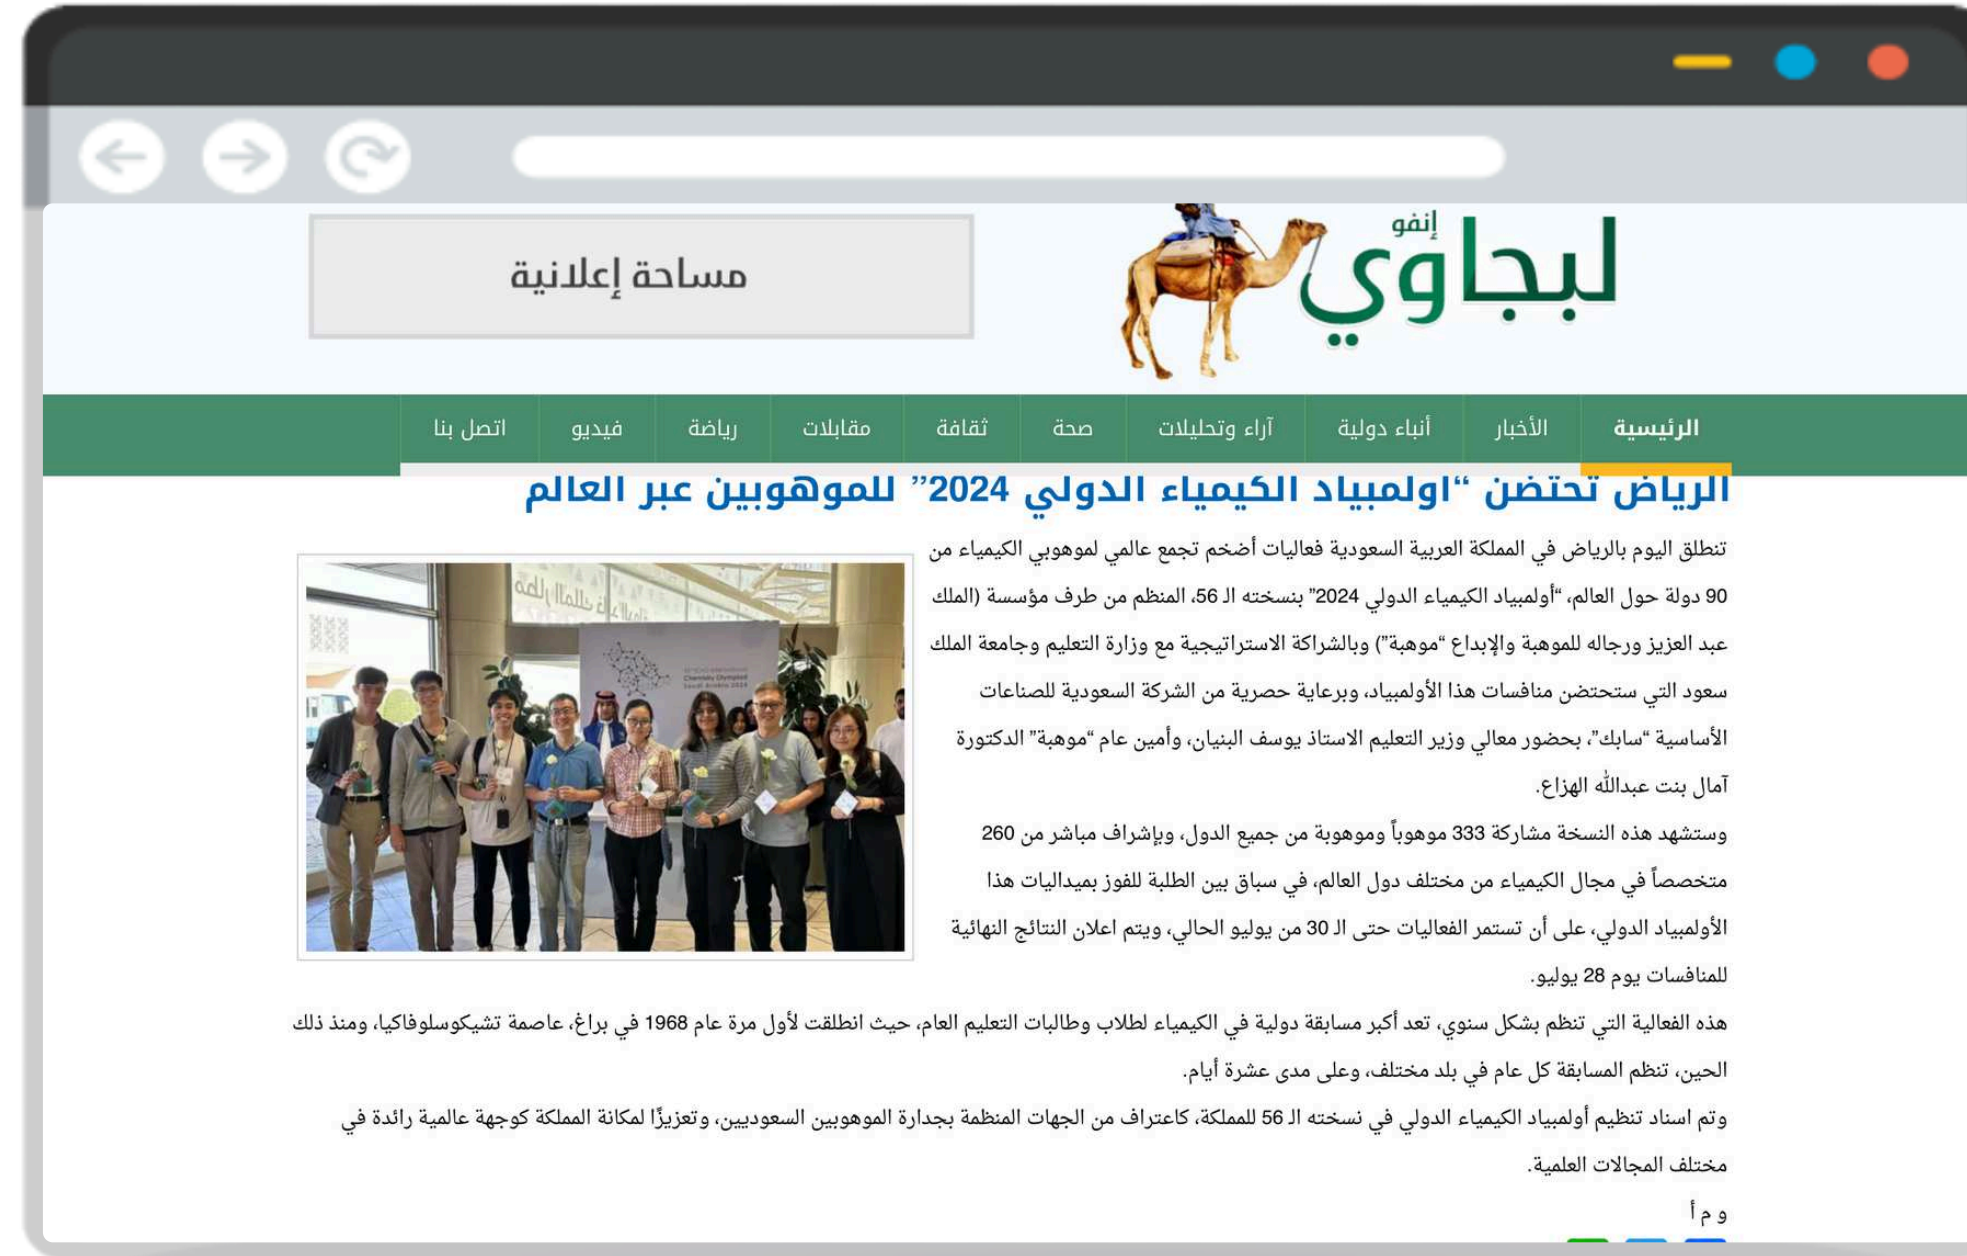 إنفو
لبجاوي
مساحة إعلانية
الرئيسية
الأخبار
أنباء دولية
آراء وتحليلات
صحة
ثقافة
مقابلات
رياضة
فيديو
اتصل بنا
الرياض تحتضن “أولمبياد الكيمياء الدولي 2024” للموهوبين عبر العالم
تنطلق اليوم بالرياض في المملكة العربية السعودية فعاليات أضخم تجمع عالمي لموهوبي الكيمياء من
90 دولة حول العالم، “أولمبياد الكيمياء الدولي 2024” بنسخته الـ 56، المنظم من طرف مؤسسة (الملك
عبد العزيز ورجاله للموهبة والإبداع “موهبة”) وبالشراكة الاستراتيجية مع وزارة التعليم وجامعة الملك
سعود التي ستحتضن منافسات هذا الأولمبياد، وبرعاية حصرية من الشركة السعودية للصناعات
الأساسية “سابك”، بحضور معالي وزير التعليم الاستاذ يوسف البنيان، وأمين عام “موهبة” الدكتورة
آمال بنت عبدالله الهزاع.
وستشهد هذه النسخة مشاركة 333 موهوباً وموهوبة من جميع الدول، وبإشراف مباشر من 260
متخصصاً في مجال الكيمياء من مختلف دول العالم، في سباق بين الطلبة للفوز بميداليات هذا
الأولمبياد الدولي، على أن تستمر الفعاليات حتى الـ 30 من يوليو الحالي، ويتم اعلان النتائج النهائية
للمنافسات يوم 28 يوليو.
هذه الفعالية التي تنظم بشكل سنوي، تعد أكبر مسابقة دولية في الكيمياء لطلاب وطالبات التعليم العام، حيث انطلقت لأول مرة عام 1968 في براغ، عاصمة تشيكوسلوفاكيا، ومنذ ذلك
الحين، تنظم المسابقة كل عام في بلد مختلف، وعلى مدى عشرة أيام.
وتم اسناد تنظيم أولمبياد الكيمياء الدولي في نسخته الـ 56 للمملكة، كاعتراف من الجهات المنظمة بجدارة الموهوبين السعوديين، وتعزيزًا لمكانة المملكة كوجهة عالمية رائدة في
مختلف المجالات العلمية.
و م أ
Chemistry Olympiad
Saudi Arabia 2024